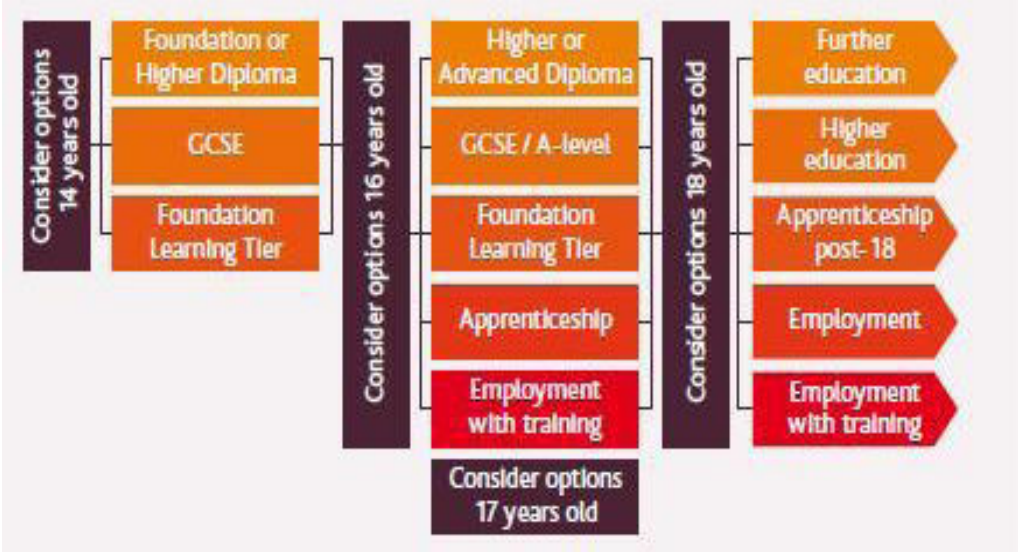 Consider options
14 years old
Foundation or
Higher Diploma
GCSE
Foundation
Learning Tier
Consider options 16 years old
Higher or
Advanced Diploma
GCSE / A-level
Foundation
Learning Tier
Apprenticeship
Employment
with training
Consider options
17 years old
Consider options 18 years old
Further
education
Higher
education
Apprenticeship
post-18
Employment
Employment
with training